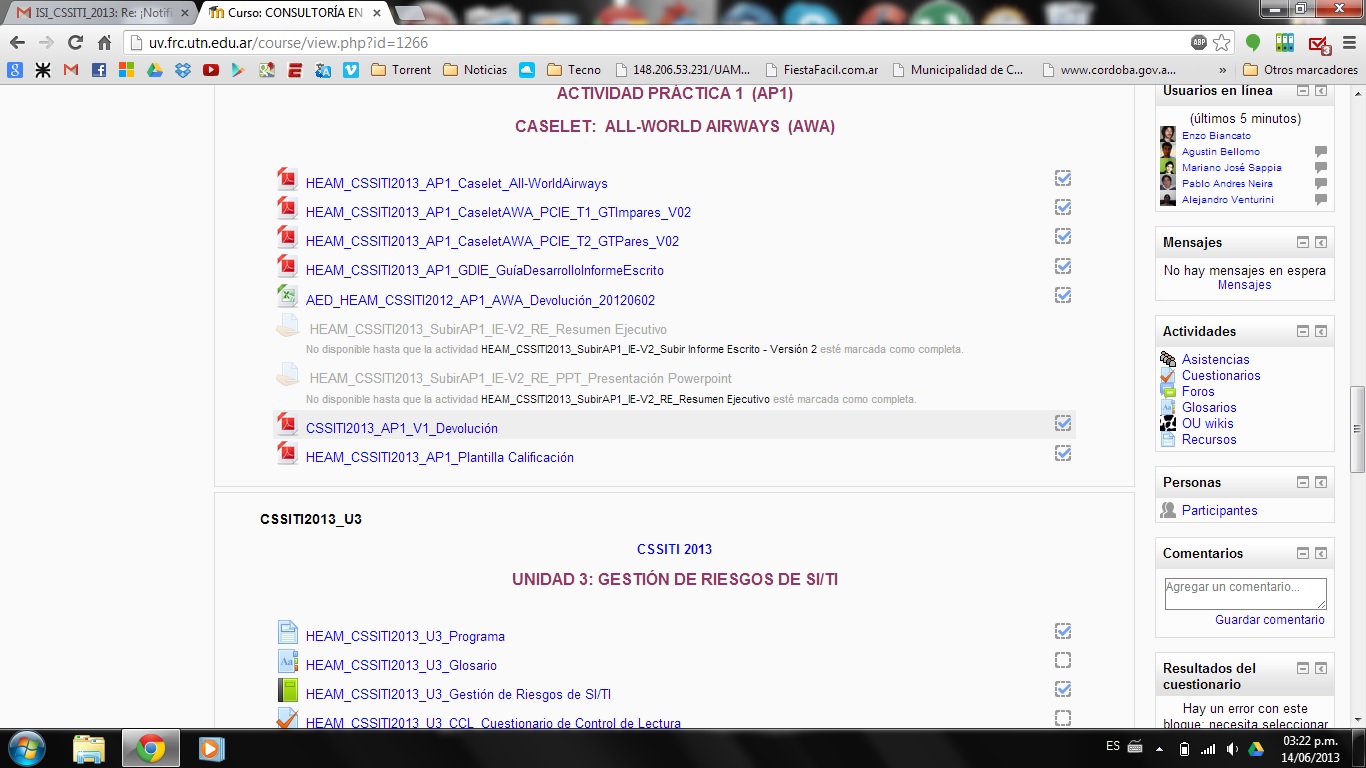 ISI_CSSITI_2013: Re: ¡Notifi
Curso: CONSULTORÍA EN
uv.frc.utn.edu.ar/course/view.php?id=1266
ABP
3
Torrent
Noticias
Tecno
148.206.53.231/UAM...
FiestaFacil.com.ar
Municipalidad de C...
www.cordoba.gov.a...
»
Otros marcadores
ACTIVIDAD PRÁCTICA 1 (AP1)
CASELET: ALL-WORLD AIRWAYS (AWA)
HEAM_CSSITI2013_AP1_Caselet_All-WorldAirways
HEAM_CSSITI2013_AP1_CaseletAWA_PCIE_T1_GTImpares_V02
HEAM_CSSITI2013_AP1_CaseletAWA_PCIE_T2_GTPares_V02
HEAM_CSSITI2013_AP1_GDIE_GuíaDesarrolloInformeEscrito
AED_HEAM_CSSITI2012_AP1_AWA_Devolución_20120602
HEAM_CSSITI2013_SubirAP1_IE-V2_RE_Resumen Ejecutivo
No disponible hasta que la actividad HEAM_CSSITI2013_SubirAP1_IE-V2_Subir Informe Escrito - Versión 2 esté marcada como completa.
HEAM_CSSITI2013_SubirAP1_IE-V2_RE_PPT_Presentación Powerpoint
No disponible hasta que la actividad HEAM_CSSITI2013_SubirAP1_IE-V2_RE_Resumen Ejecutivo esté marcada como completa.
CSSITI2013_AP1_V1_Devolución
HEAM_CSSITI2013_AP1_Plantilla Calificación
CSSITI2013_U3
CSSITI 2013
UNIDAD 3: GESTIÓN DE RIESGOS DE SI/TI
HEAM_CSSITI2013_U3_Programa
HEAM_CSSITI2013_U3_Glosario
HEAM_CSSITI2013_U3_Gestión de Riesgos de SI/TI
HEAM_CSSITI2013_U3_CCL_Cuestionario de Control de Lectura
Usuarios en línea
(últimos 5 minutos)
Enzo Biancato
Agustin Bellomo
Mariano José Sappia
Pablo Andres Neira
Alejandro Venturini
Mensajes
No hay mensajes en espera
Mensajes
Actividades
Asistencias
Cuestionarios
Foros
Glosarios
OU wikis
Recursos
Personas
Participantes
Comentarios
Agregar un comentario...
Guardar comentario
Resultados del
cuestionario
Hay un error con este
bloque: necesita seleccionar
ES
03:22 p.m.
14/06/2013